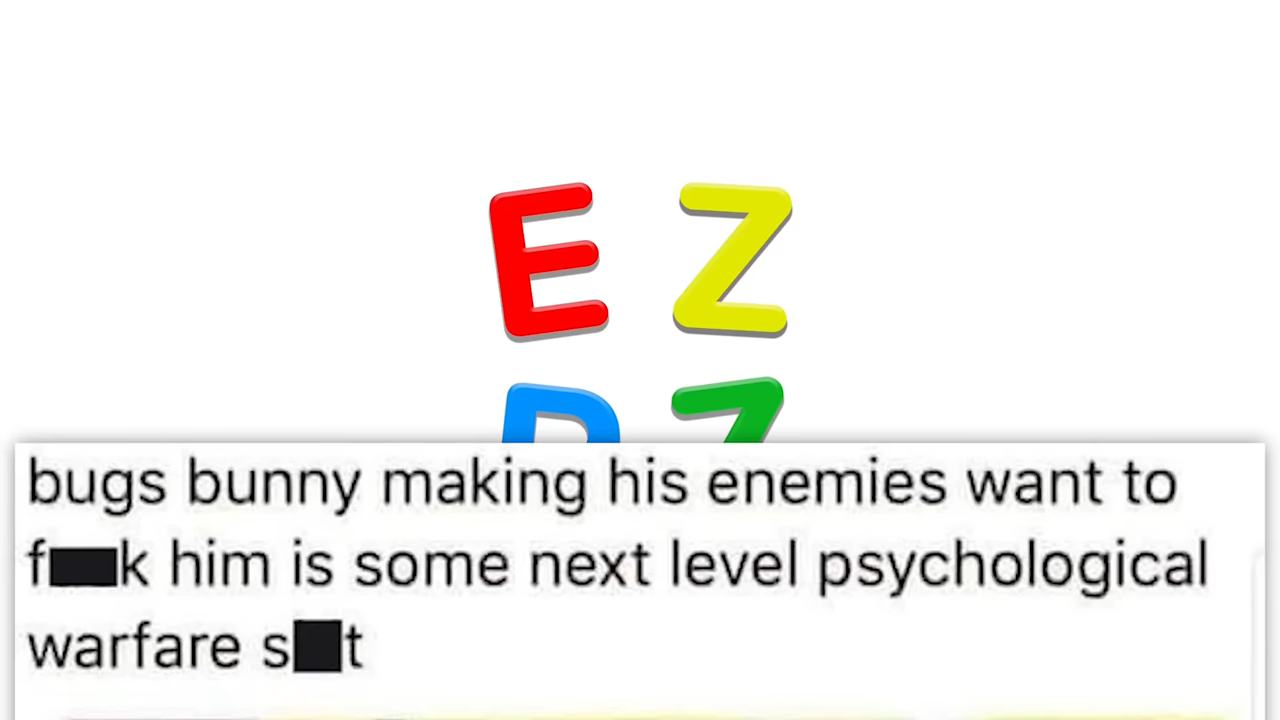 E Z
bugs bunny making his enemies want to
f██k him is some next level psychological
warfare s█t